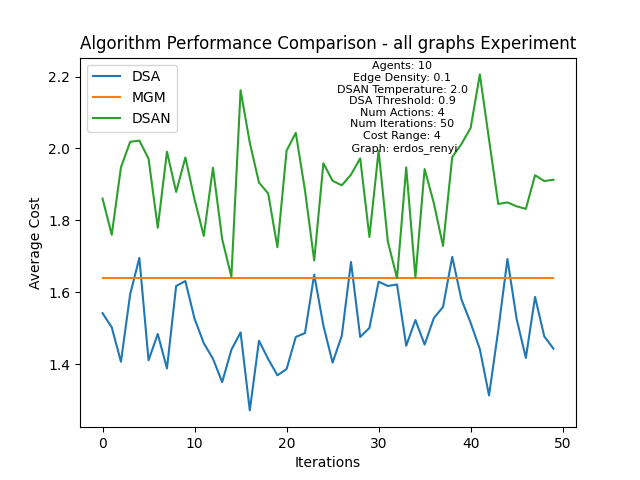 Algorithm Performance Comparison - all graphs Experiment
DSA
MGM
DSAN
Agents: 10
Edge Density: 0.1
DSAN Temperature: 2.0
DSA Threshold: 0.9
Num Actions: 4
Num Iterations: 50
Cost Range: 4
Graph: erdos_renyi
Average Cost
2.2
2.0
1.8
1.6
1.4
0 10 20 30 40 50
Iterations